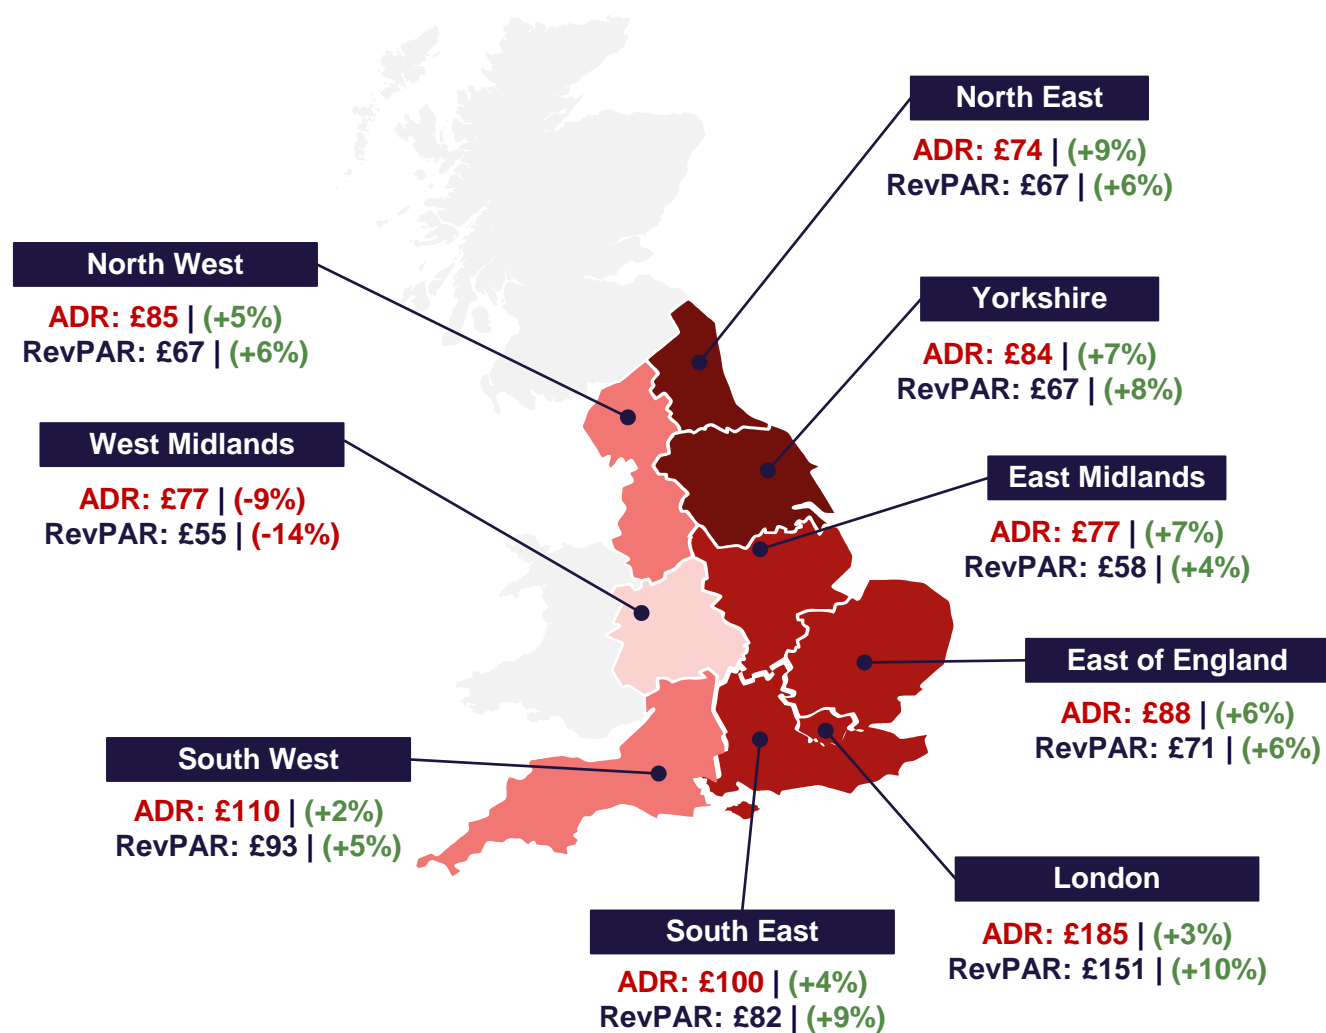 North East
ADR: £74 | (+9%)
RevPAR: £67 | (+6%)
North West
ADR: £85 | (+5%)
RevPAR: £67 | (+6%)
Yorkshire
ADR: £84 | (+7%)
RevPAR: £67 | (+8%)
West Midlands
ADR: £77 | (-9%)
RevPAR: £55 | (-14%)
East Midlands
ADR: £77 | (+7%)
RevPAR: £58 | (+4%)
East of England
ADR: £88 | (+6%)
RevPAR: £71 | (+6%)
South West
ADR: £110 | (+2%)
RevPAR: £93 | (+5%)
London
ADR: £185 | (+3%)
RevPAR: £151 | (+10%)
South East
ADR: £100 | (+4%)
RevPAR: £82 | (+9%)